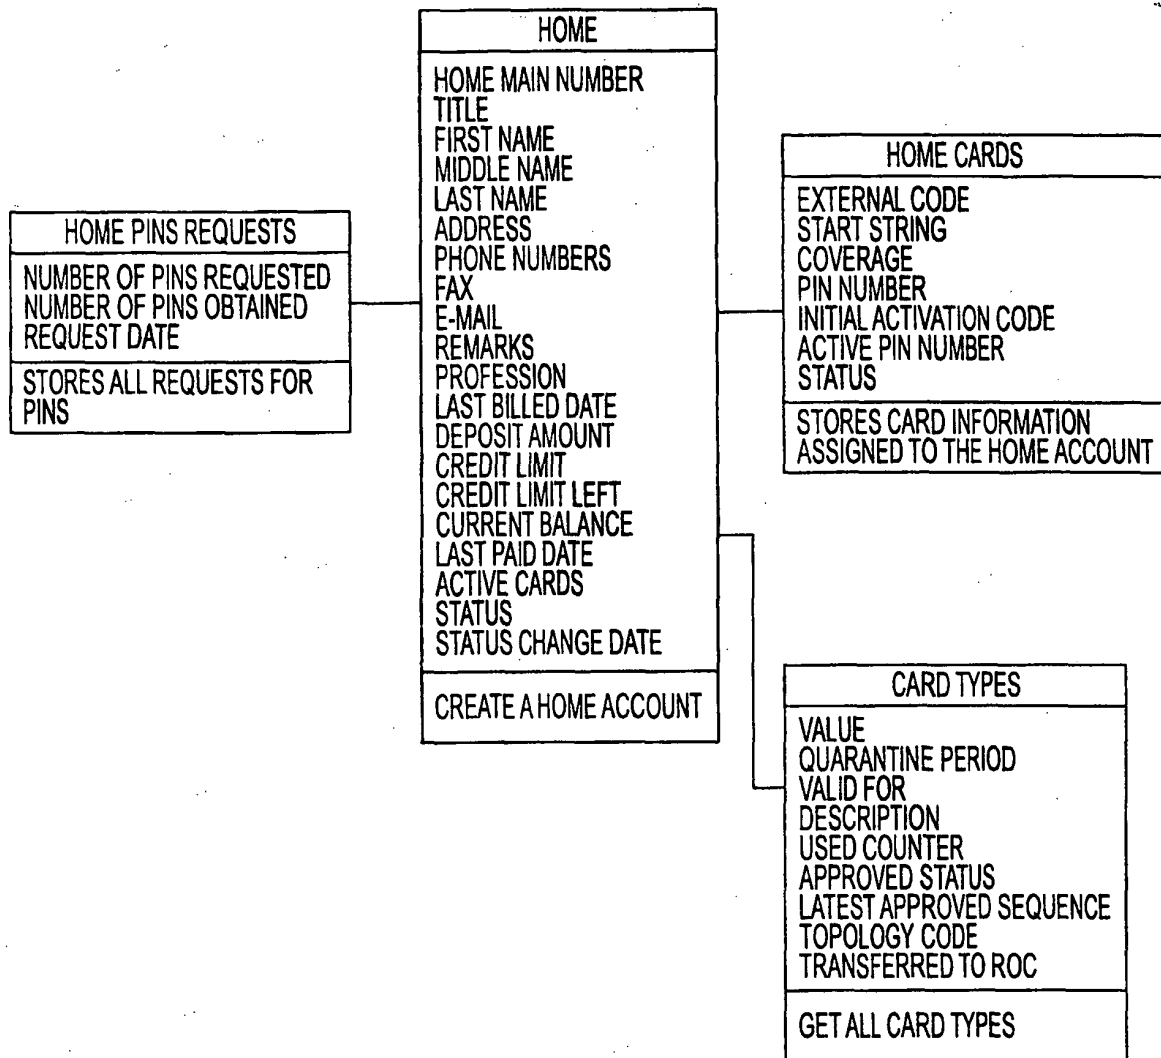 HOME
HOME MAIN NUMBER
TITLE
FIRST NAME
MIDDLE NAME
LAST NAME
ADDRESS
PHONE NUMBERS
FAX
E-MAIL
REMARKS
PROFESSION
LAST BILLED DATE
DEPOSIT AMOUNT
CREDIT LIMIT
CREDIT LIMIT LEFT
CURRENT BALANCE
LAST PAID DATE
ACTIVE CARDS
STATUS
STATUS CHANGE DATE
CREATE A HOME ACCOUNT
HOME PINS REQUESTS
NUMBER OF PINS REQUESTED
NUMBER OF PINS OBTAINED
REQUEST DATE
STORES ALL REQUESTS FOR
PINS
HOME CARDS
EXTERNAL CODE
START STRING
COVERAGE
PIN NUMBER
INITIAL ACTIVATION CODE
ACTIVE PIN NUMBER
STATUS
STORES CARD INFORMATION
ASSIGNED TO THE HOME ACCOUNT
CARD TYPES
VALUE
QUARANTINE PERIOD
VALID FOR
DESCRIPTION
USED COUNTER
APPROVED STATUS
LATEST APPROVED SEQUENCE
TOPOLOGY CODE
TRANSFERRED TO ROC
GET ALL CARD TYPES